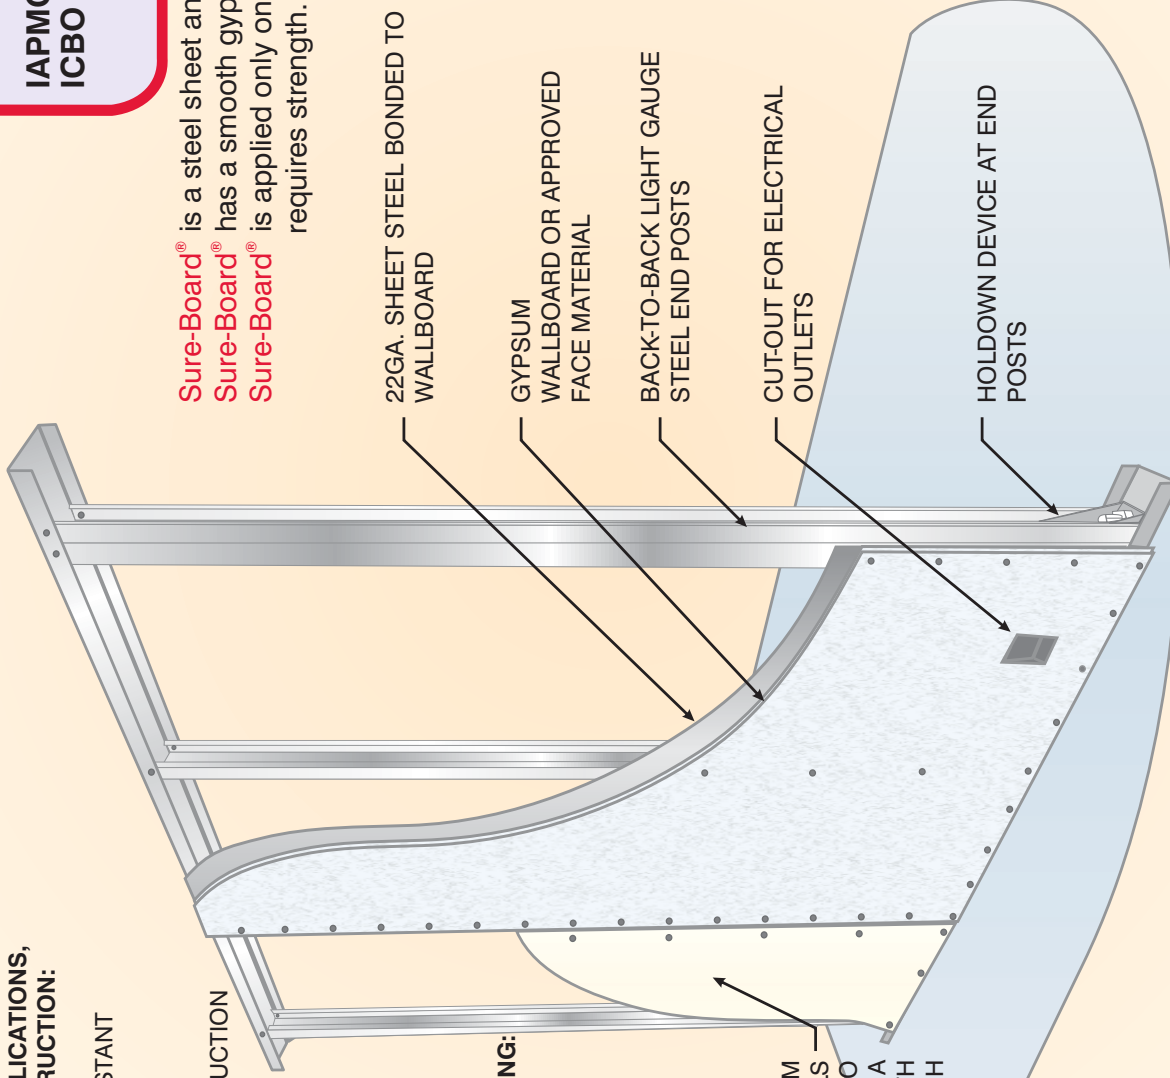 IAPMO
ICBO
Sure-Board® is a steel sheet an
Sure-Board® has a smooth gyp
Sure-Board® is applied only on
requires strength.
22GA. SHEET STEEL BONDED TO
WALLBOARD
GYPSUM
WALLBOARD OR APPROVED
FACE MATERIAL
BACK-TO-BACK LIGHT GAUGE
STEEL END POSTS
CUT-OUT FOR ELECTRICAL
OUTLETS
HOLDOWN DEVICE AT END
POSTS
LICATIONS,
RUCTION:
STANT
UCTION
NG:
M
LS
O
A
TH
H